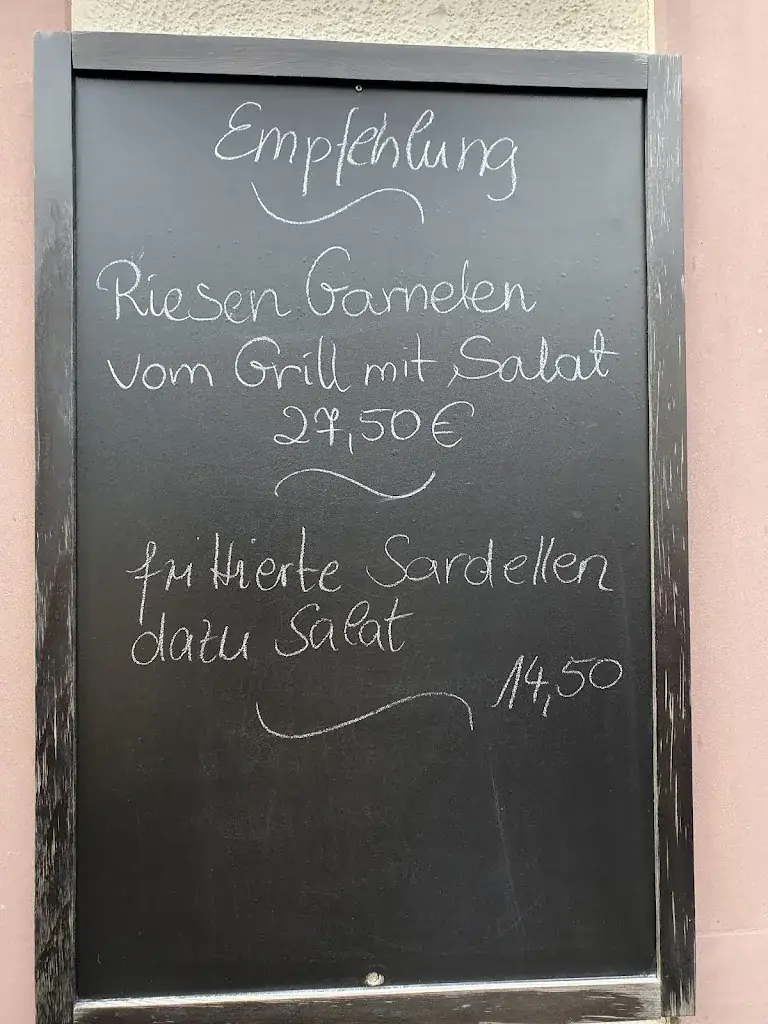 Empfehlung
Riesen Garnelen
vom Grill mit Salat
27,50 €
frittierte Sardellen
dazu Salat
14,50